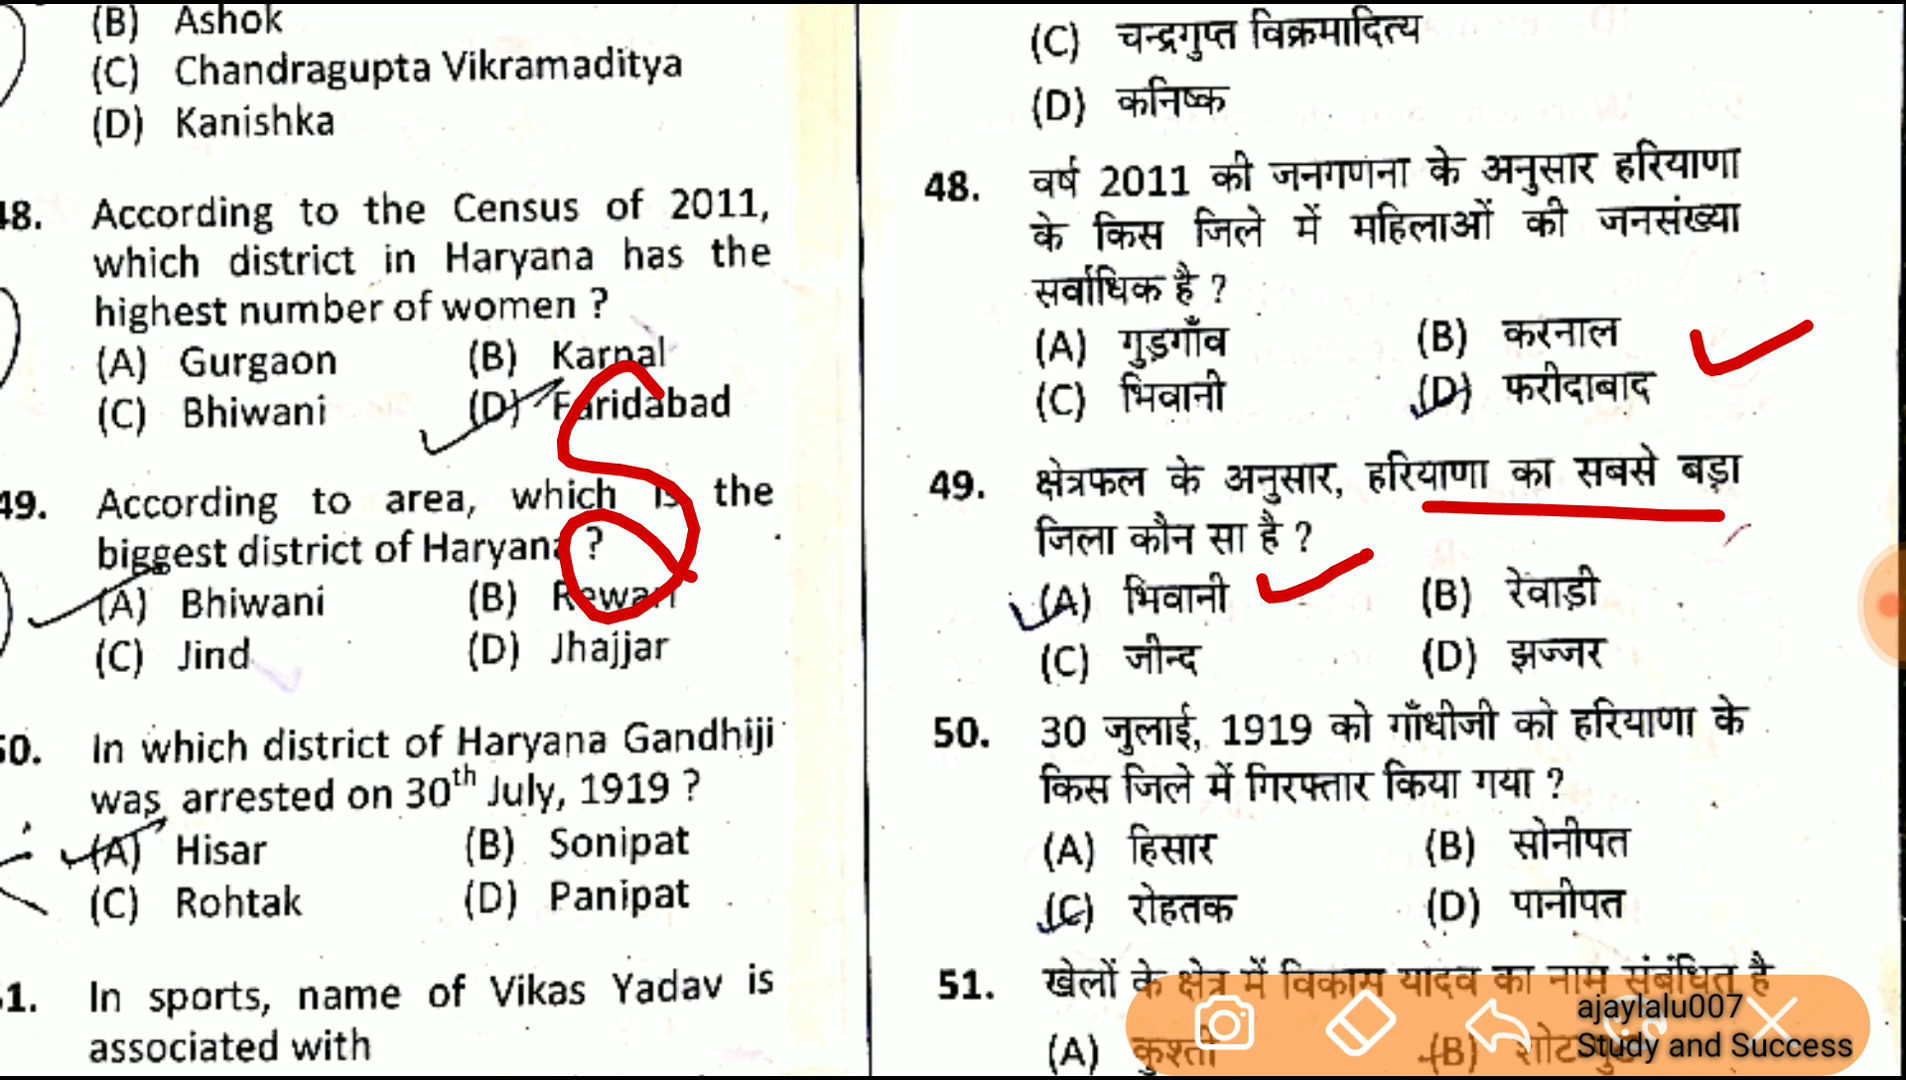 (B) Ashok
(C) Chandragupta Vikramaditya
(D) Kanishka
48. According to the Census of 2011,
which district in Haryana has the
highest number of women ?
(A) Gurgaon (B) Karnal
(C) Bhiwani (D) Faridabad
49. According to area, which is the
biggest district of Haryana ?
(A) Bhiwani (B) Rewari
(C) Jind (D) Jhajjar
50. In which district of Haryana Gandhiji
was arrested on 30th July, 1919 ?
(A) Hisar (B) Sonipat
(C) Rohtak (D) Panipat
51. In sports, name of Vikas Yadav is
associated with
(C) चन्द्रगुप्त विक्रमादित्य
(D) कनिष्क
48. वर्ष 2011 की जनगणना के अनुसार हरियाणा
के किस जिले में महिलाओं की जनसंख्या
सर्वाधिक है ?
(A) गुड़गाँव (B) करनाल
(C) भिवानी (D) फरीदाबाद
49. क्षेत्रफल के अनुसार, हरियाणा का सबसे बड़ा
जिला कौन सा है ?
(A) भिवानी (B) रेवाड़ी
(C) जीन्द (D) झज्जर
50. 30 जुलाई, 1919 को गाँधीजी को हरियाणा के
किस जिले में गिरफ्तार किया गया ?
(A) हिसार (B) सोनीपत
(C) रोहतक (D) पानीपत
51. खेलों के क्षेत्र में विकास यादव का नाम संबंधित है
(A) कुश्ती (B)
ajaylalu007
Study and Success